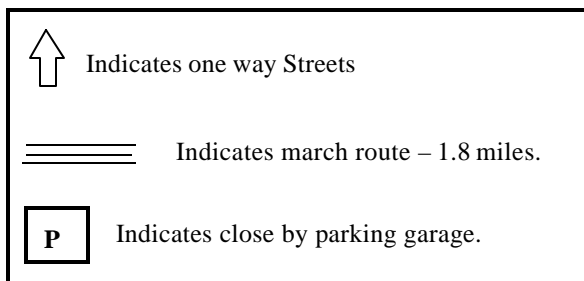 Indicates one way Streets
Indicates march route – 1.8 miles.
P Indicates close by parking garage.